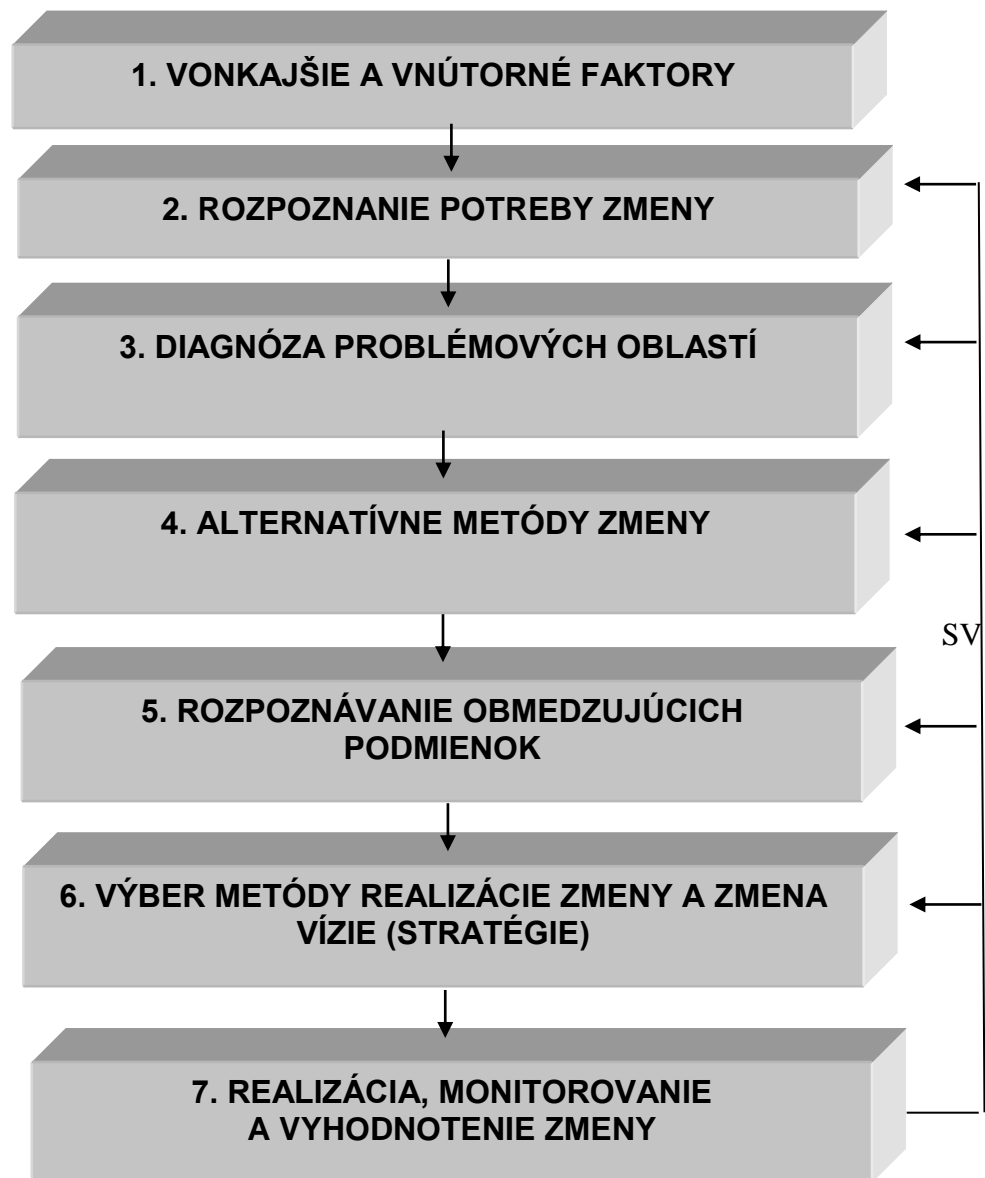 1. VONKAJŠIE A VNÚTORNÉ FAKTORY
2. ROZPOZNANIE POTREBY ZMENY
3. DIAGNÓZA PROBLÉMOVÝCH OBLASTÍ
4. ALTERNATÍVNE METÓDY ZMENY
SV
5. ROZPOZNÁVANIE OBMEDZUJÚCICH
PODMIENOK
6. VÝBER METÓDY REALIZÁCIE ZMENY A ZMENA
VÍZIE (STRATÉGIE)
7. REALIZÁCIA, MONITOROVANIE
A VYHODNOTENIE ZMENY